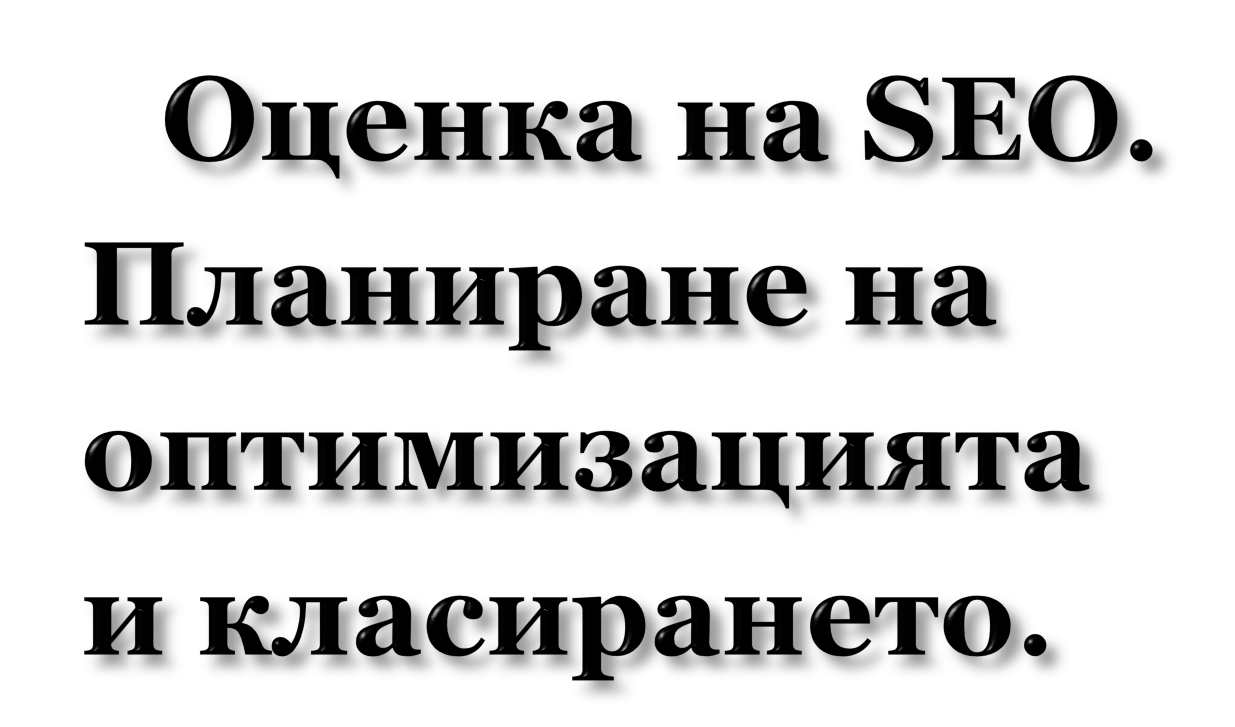 Оценка на SEO.
Планиране на
оптимизацията
и класирането.